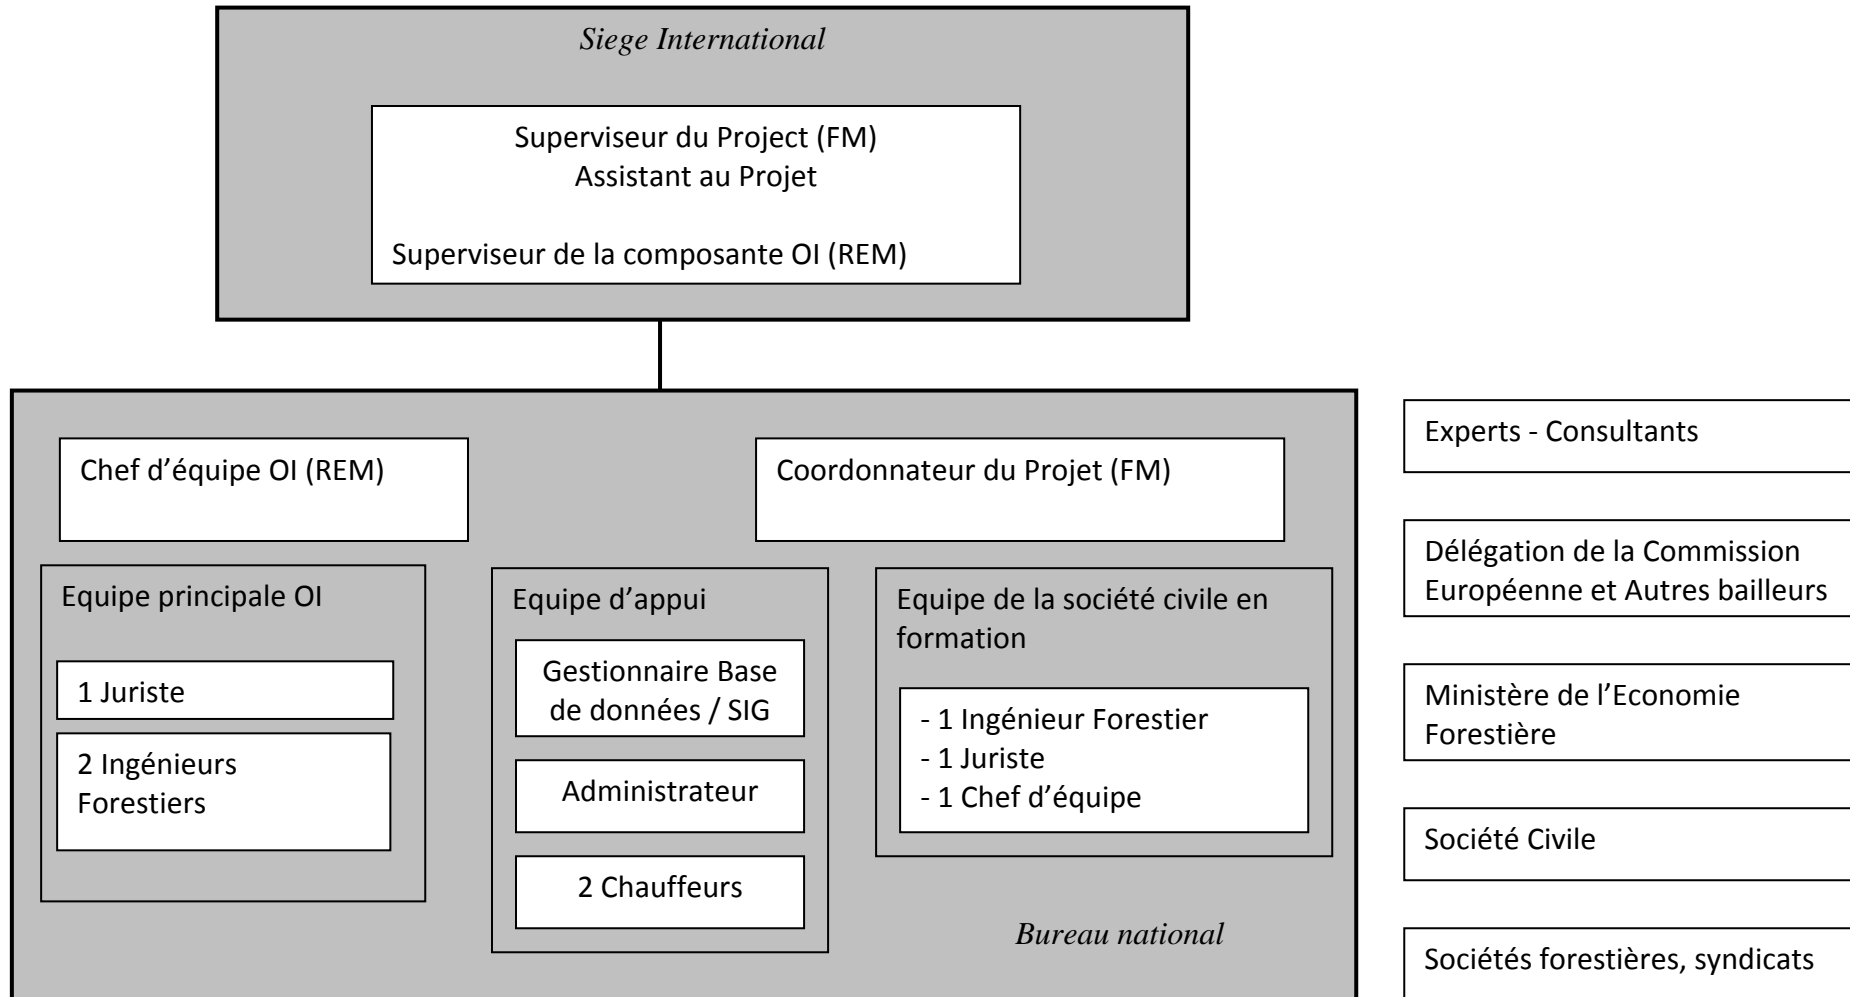 Siege International
Superviseur du Project (FM)
Assistant au Projet
Superviseur de la composante OI (REM)
Chef d’équipe OI (REM)
Coordonnateur du Projet (FM)
Equipe principale OI
1 Juriste
2 Ingénieurs
Forestiers
Equipe d’appui
Gestionnaire Base
de données / SIG
Administrateur
2 Chauffeurs
Equipe de la société civile en
formation
- 1 Ingénieur Forestier
- 1 Juriste
- 1 Chef d’équipe
Bureau national
Experts - Consultants
Délégation de la Commission
Européenne et Autres bailleurs
Ministère de l’Economie
Forestière
Société Civile
Sociétés forestières, syndicats